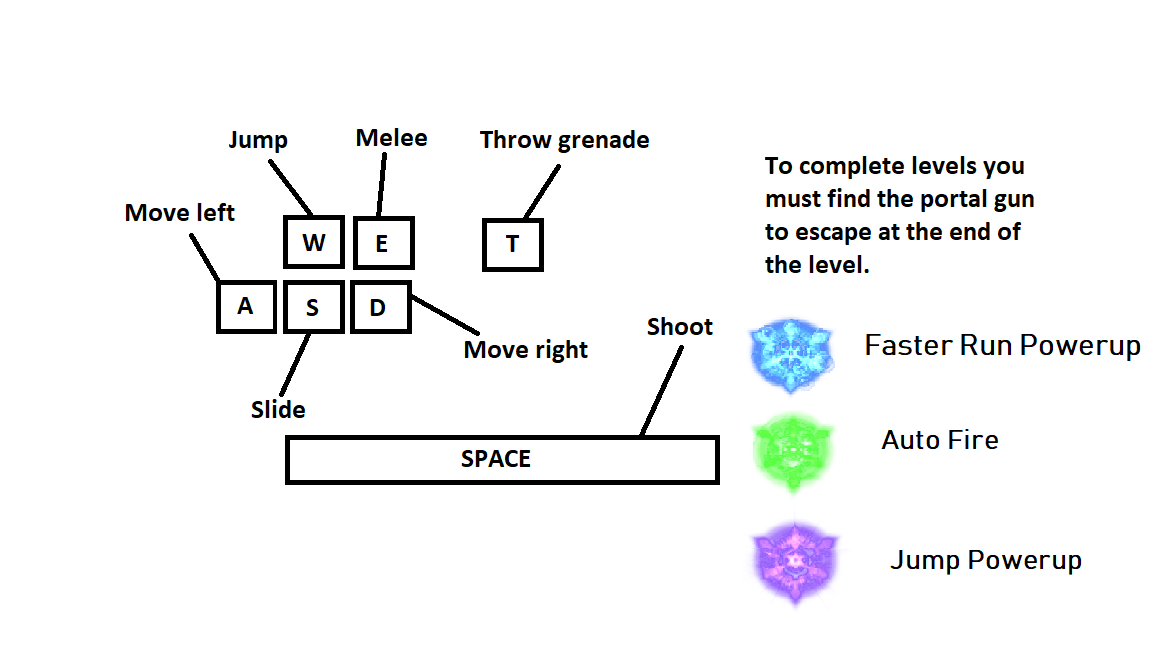 Jump
Melee
Throw grenade
Move left
W
E
T
A
S
D
Move right
Slide
Shoot
SPACE
To complete levels you
must find the portal gun
to escape at the end of
the level.
Faster Run Powerup
Auto Fire
Jump Powerup